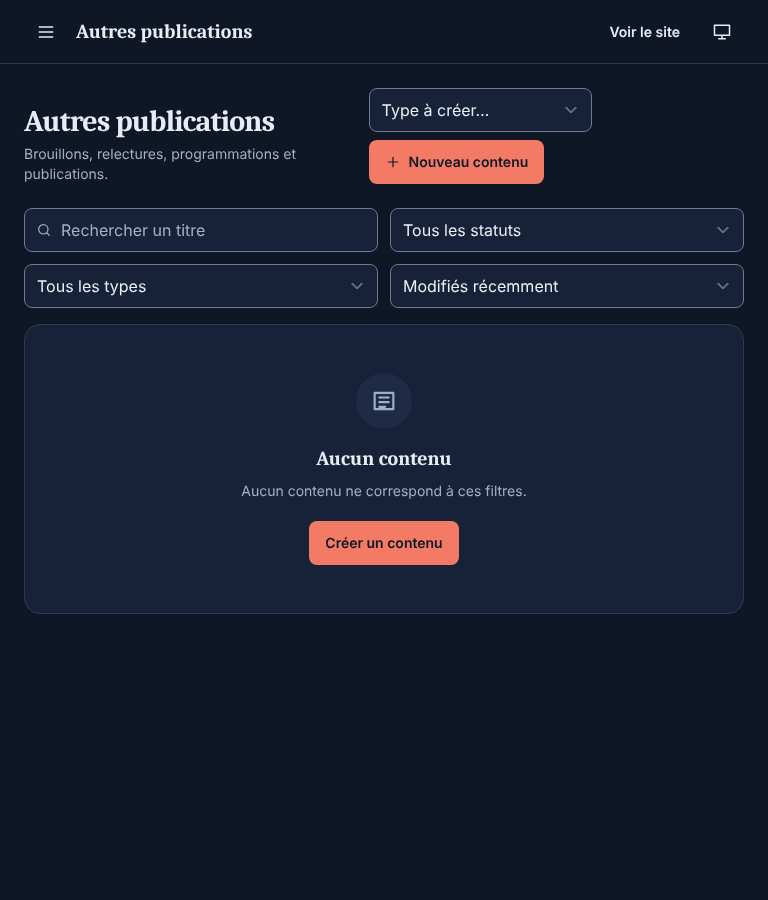 Autres publications
Voir le site
Autres publications
Brouillons, relectures, programmations et
publications.
Type à créer...
Nouveau contenu
Rechercher un titre
Tous les statuts
Tous les types
Modifiés récemment
Aucun contenu
Aucun contenu ne correspond à ces filtres.
Créer un contenu